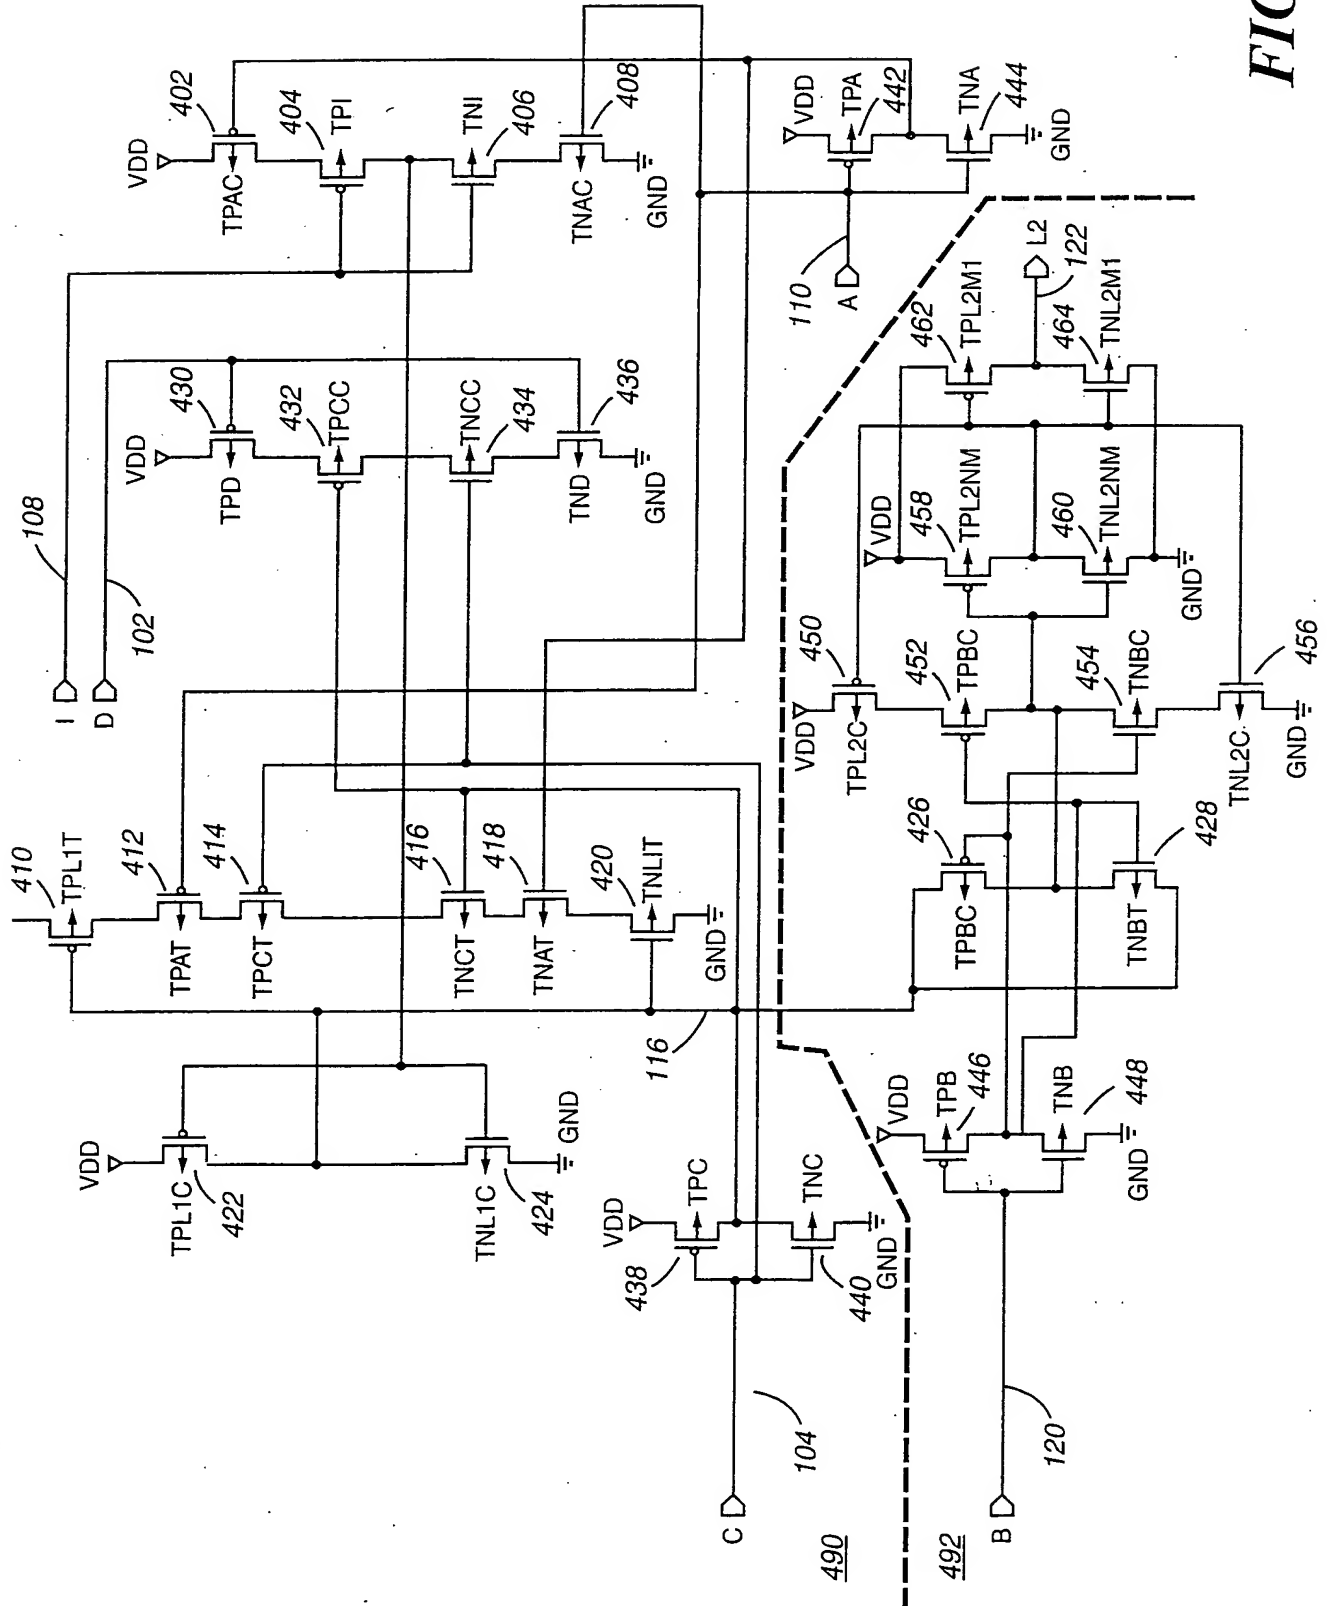 FIG
402
VDD
TPAC
404
TPI
TNI
406
408
TNAC
GND
VDD
TPA
442
TNA
444
GND
110
A
430
VDD
TPD
432
TPCC
TNCC
434
436
TND
GND
108
102
I
D
410
TPL1T
412
TPAT
414
TPCT
416
TNCT
418
TNAT
420
TNLIT
GND
116
VDD
TPL1C
422
TNL1C
424
GND
VDD
TPC
438
TNC
440
GND
C
104
490
492
L2
122
462
TPL2M1
464
TNL2M1
VDD
458
TPL2NM
460
TNL2NM
GND
450
VDD
TPL2C
452
TPBC
454
TNBC
456
TNL2C
GND
426
TPBC
428
TNBT
VDD
TPB
446
TNB
448
GND
120
B